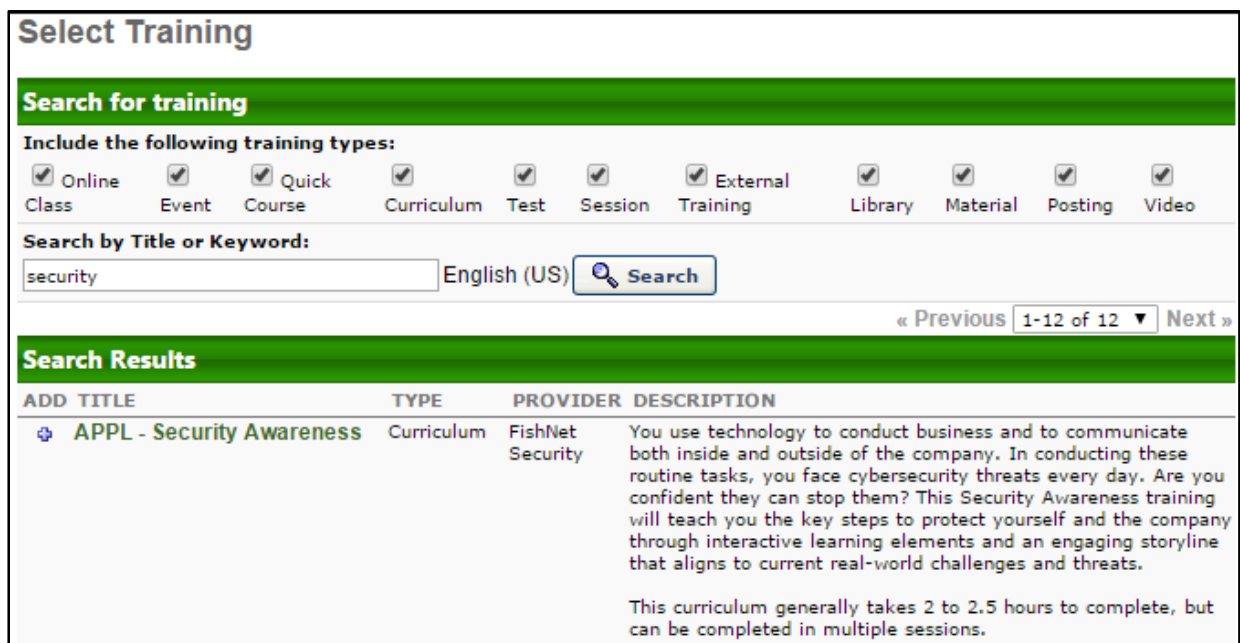 Select Training
Search for training
Include the following training types:
Online Class Event Quick Course Curriculum Test Session External Training Library Material Posting Video
Search by Title or Keyword:
security English (US) Search
« Previous 1-12 of 12 ▼ Next »
Search Results
ADD TITLE TYPE PROVIDER DESCRIPTION
APPL - Security Awareness Curriculum FishNet Security You use technology to conduct business and to communicate
both inside and outside of the company. In conducting these
routine tasks, you face cybersecurity threats every day. Are you
confident they can stop them? This Security Awareness training
will teach you the key steps to protect yourself and the company
through interactive learning elements and an engaging storyline
that aligns to current real-world challenges and threats.
This curriculum generally takes 2 to 2.5 hours to complete, but
can be completed in multiple sessions.